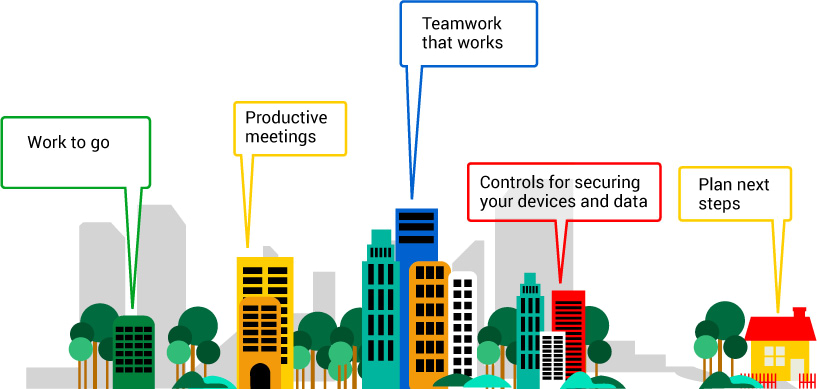 Teamwork
that works
Productive
meetings
Work to go
Controls for securing
your devices and data
Plan next
steps